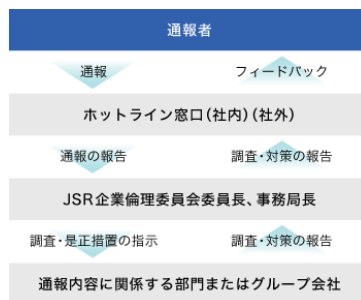 通報者
通報 フィードバック
ホットライン窓口(社内)(社外)
通報の報告 調査・対策の報告
JSR企業倫理委員会委員長、事務局長
調査・是正措置の指示 調査・対策の報告
通報内容に関係する部門またはグループ会社